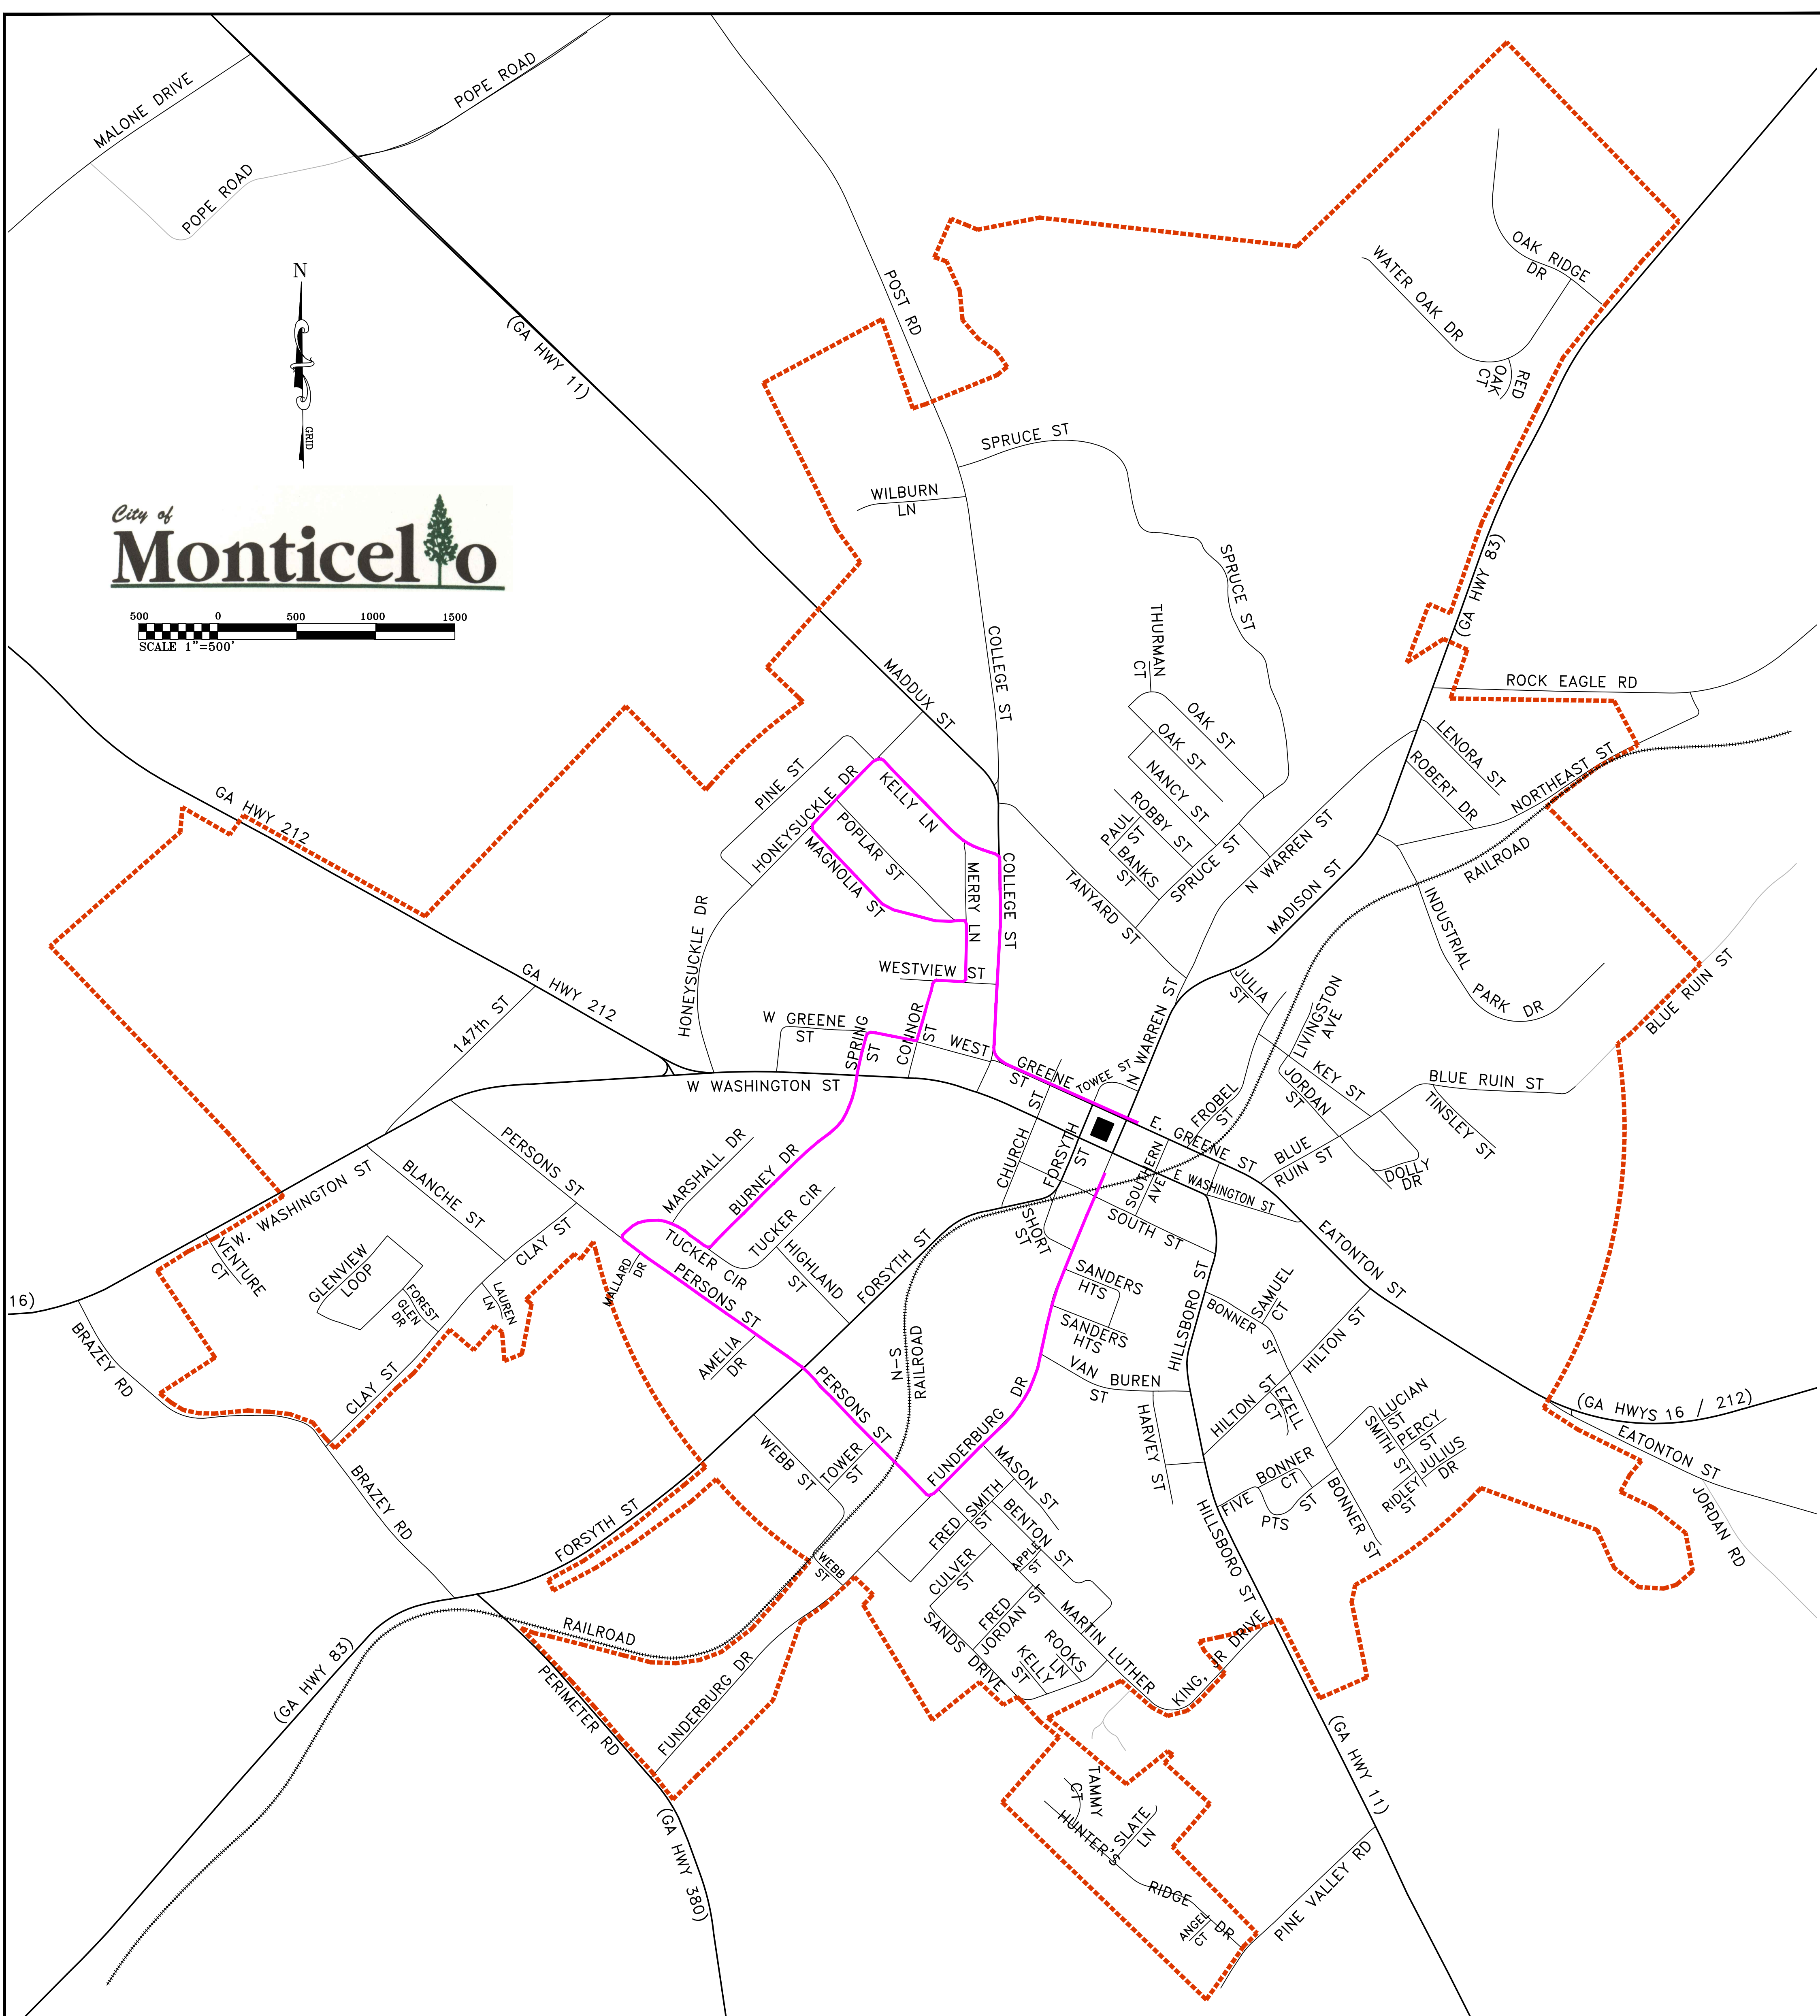 MALONE DRIVE
POPE ROAD
POPE ROAD
N
GRID
(GA HWY 11)
City of
Monticello
500 0 500 1000 1500
SCALE 1"=500'
POST RD
OAK RIDGE
DR
WATER OAK DR
RED
OAK
CT
SPRUCE ST
WILBURN
LN
SPRUCE ST
(GA HWY 83)
THURMAN
CT
COLLEGE ST
MADDUX ST
ROCK EAGLE RD
OAK ST
OAK ST
LENORA ST
ROBERT DR
NORTHEAST ST
NANCY ST
ROBBY ST
PAUL
ST
BANKS
ST
SPRUCE ST
N WARREN ST
MADISON ST
RAILROAD
INDUSTRIAL
PARK DR
BLUE RUIN ST
PINE ST
HONEYSUCKLE DR
KELLY LN
POPLAR ST
MAGNOLIA ST
MERRY LN
COLLEGE ST
TANYARD ST
GA HWY 212
GA HWY 212
147th ST
HONEYSUCKLE DR
WESTVIEW ST
W GREENE
ST
SPRING
ST
CONNOR
ST
WEST
GREENE
ST
TOWEE ST
N WARREN ST
JULIA
ST
LIVINGSTON
AVE
KEY ST
JORDAN
ST
BLUE RUIN ST
TINSLEY ST
FROBEL
ST
W WASHINGTON ST
E. GREENE ST
BLUE
RUIN ST
DOLLY
DR
PERSONS ST
MARSHALL DR
BURNEY DR
TUCKER CIR
CHURCH ST
FORSYTH
ST
SOUTHERN
AVE
E WASHINGTON ST
BLANCHE ST
W. WASHINGTON ST
CLAY ST
VENTURE
CT
GLENVIEW
LOOP
FOREST
GLEN
DR
LAUREN
LN
MALLARD
DR
TUCKER CIR
HIGHLAND
ST
FORSYTH ST
SHORT
ST
SOUTH ST
EATONTON ST
16)
BRAZEY RD
PERSONS ST
AMELIA
DR
SANDERS
HTS
SANDERS
HTS
HILLSBORO ST
BONNER
ST
SAMUEL
CT
HILTON ST
N-S
RAILROAD
VAN BUREN
ST
CLAY ST
PERSONS ST
FUNDERBURG DR
HARVEY ST
HILTON ST
EZELL
CT
LUCIAN
ST
PERCY
ST
SMITH ST
JULIUS
DR
RIDLEY
ST
(GA HWYS 16 / 212)
EATONTON ST
JORDAN RD
WEBB ST
TOWER
ST
MASON ST
BONNER
CT
FIVE
PTS
ST
BONNER ST
BRAZEY RD
FORSYTH ST
FRED
SMITH
ST
BENTON ST
APPLE
ST
CULVER
ST
HILLSBORO ST
WEBB
ST
FRED
JORDAN ST
SANDS DRIVE
MARTIN LUTHER
KING, JR DRIVE
ROOKS
LN
KELLY
ST
RAILROAD
(GA HWY 83)
PERIMETER RD
FUNDERBURG DR
(GA HWY 380)
(GA HWY 11)
TAMMY
CT
HUNTER'S
SLATE
LN
RIDGE DR
ANGEL
CT
PINE VALLEY RD